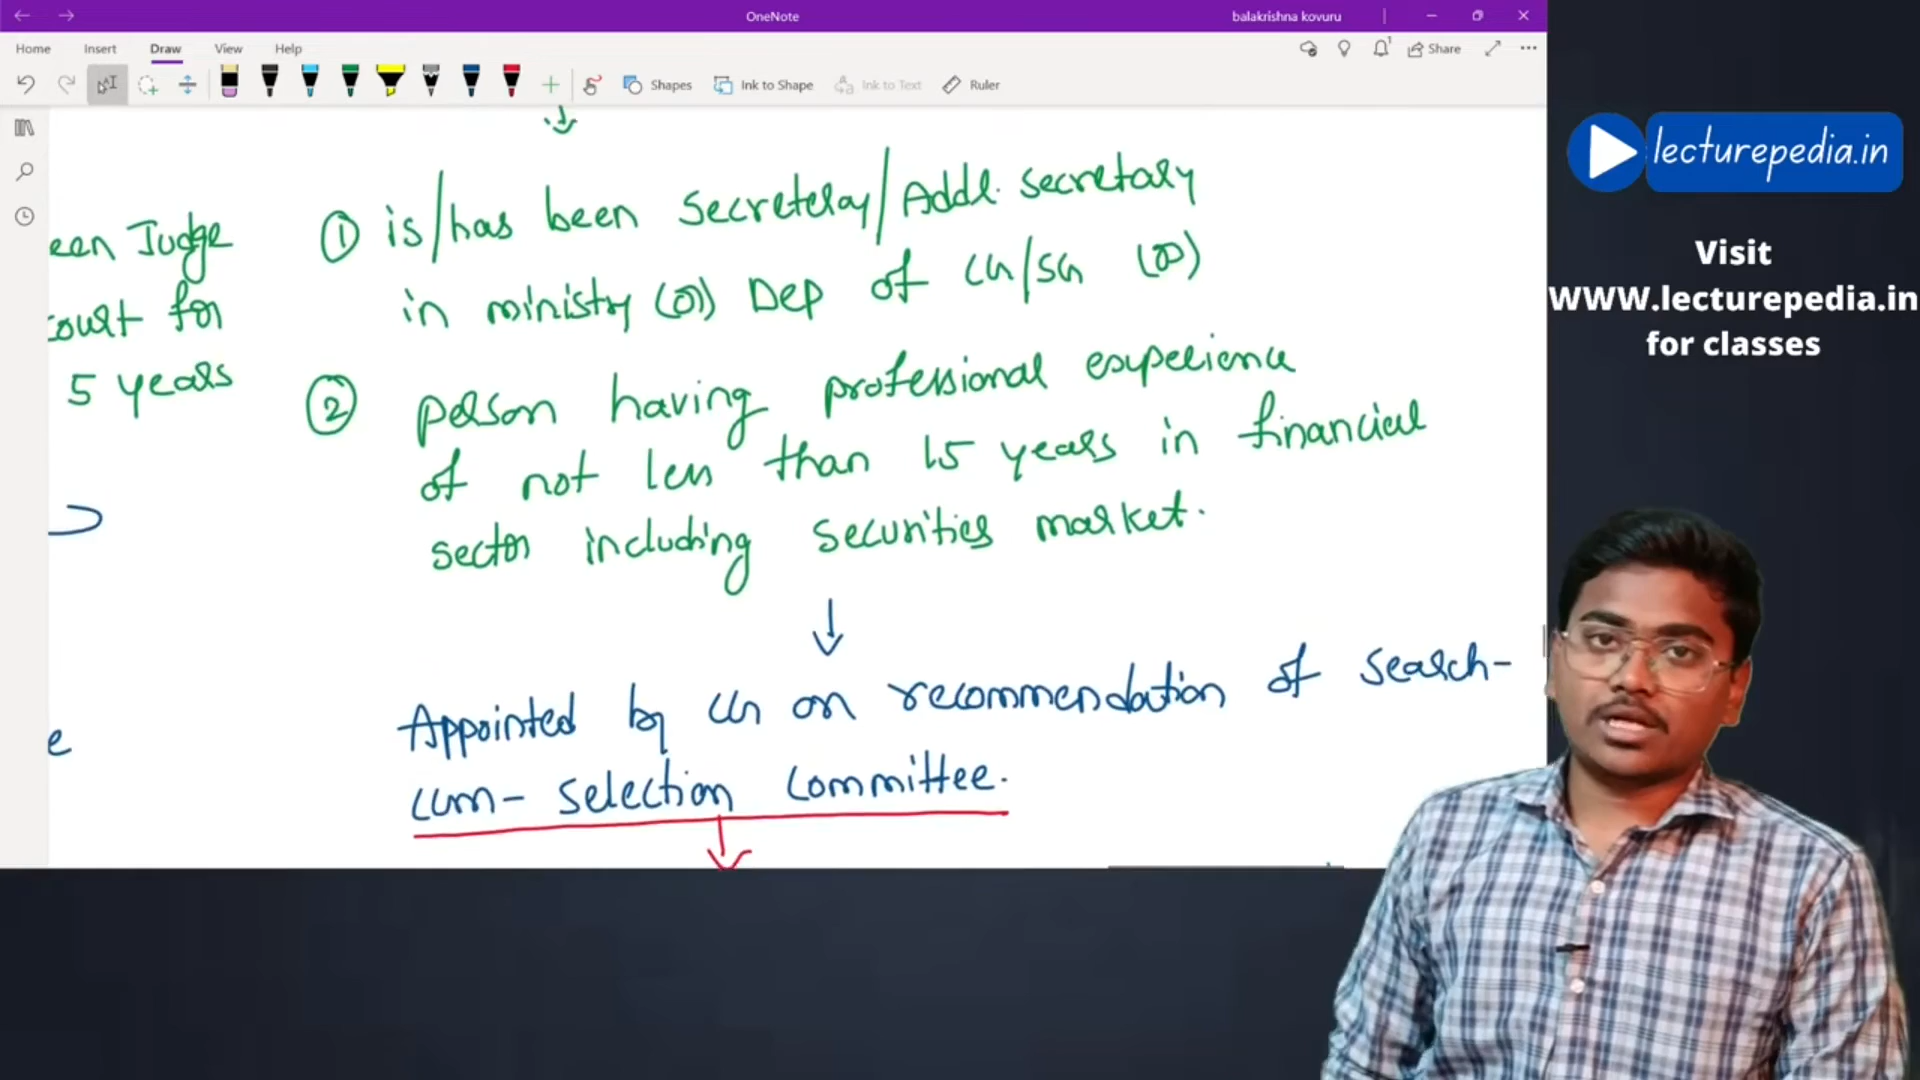 OneNote
balakrishna kovuru
Home Insert Draw View Help
Share
Shapes Ink to Shape Ink to Text Ruler
lecturepedia.in
Visit
WWW.lecturepedia.in
for classes
een Judge
court for
5 years
① is/has been Secretary/Addl. secretary
in ministry (or) Dep of CG/SG (or)
② person having professional experience
of not less than 15 years in financial
sector including securities market.
Appointed by CG on recommendation of search-
cum-selection committee.
e